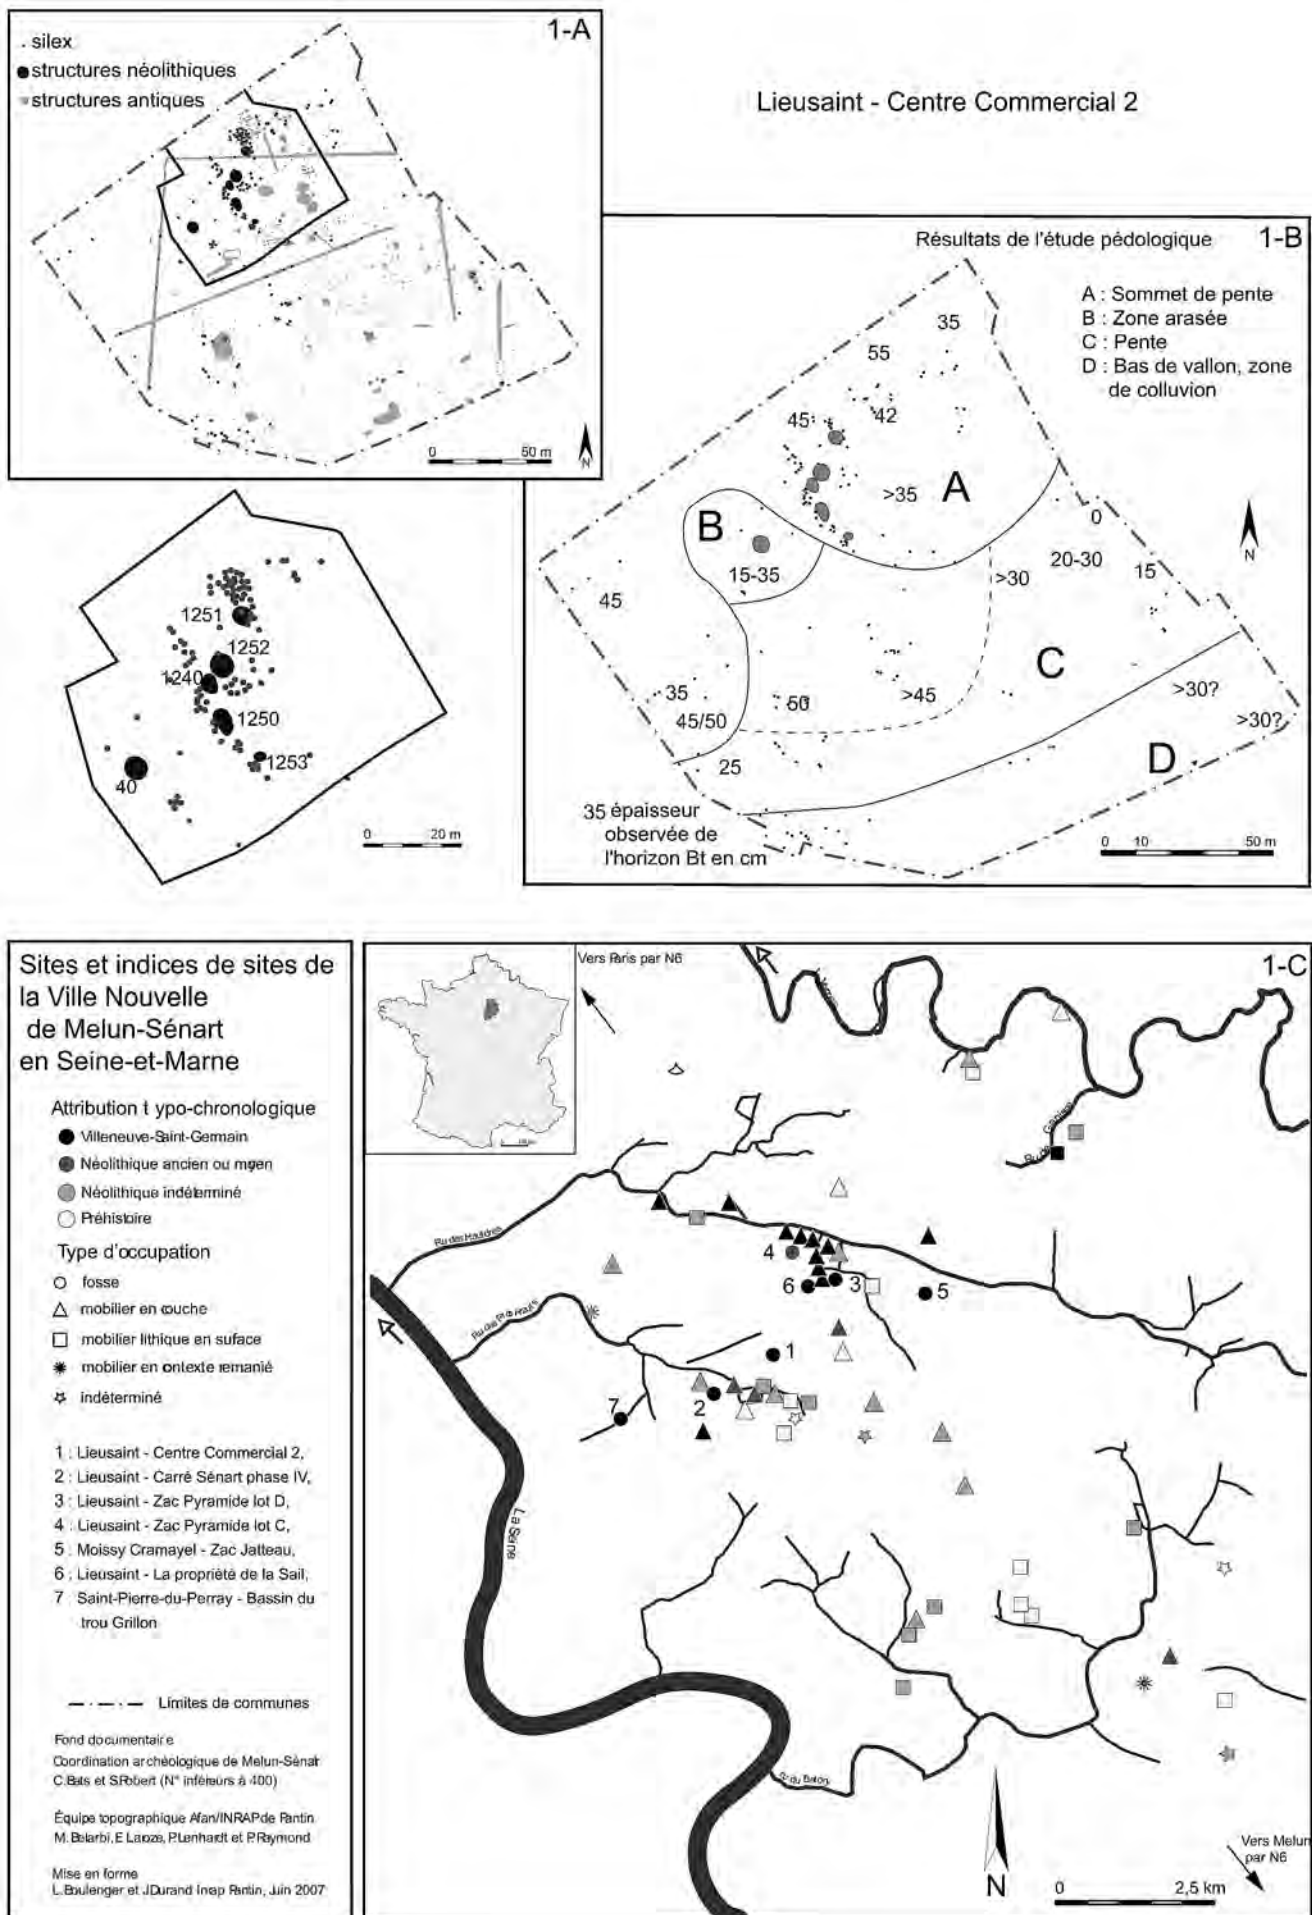 1-A
. silex
structures néolithiques
structures antiques
0 50 m
N
Lieusaint - Centre Commercial 2
Résultats de l'étude pédologique
1-B
A : Sommet de pente
B : Zone arasée
C : Pente
D : Bas de vallon, zone
de colluvion
35
55
45
42
>35
A
B
15-35
0
20-30
15
>30
45
C
35
50
>45
45/50
>30?
>30?
25
D
35 épaisseur
observée de
l'horizon Bt en cm
N
0 10 50 m
1251
1252
1240
1250
1253
40
0 20 m
Sites et indices de sites de
la Ville Nouvelle
de Melun-Sénart
en Seine-et-Marne
Attribution t ypo-chronologique
Villeneuve-Saint-Germain
Néolithique ancien ou moyen
Néolithique indéterminé
Préhistoire
Type d'occupation
fosse
mobilier en couche
mobilier lithique en suface
mobilier en contexte remanié
indéterminé
1 : Lieusaint - Centre Commercial 2,
2 : Lieusaint - Carré Sénart phase IV,
3 : Lieusaint - Zac Pyramide lot D,
4 : Lieusaint - Zac Pyramide lot C,
5 : Moissy Cramayel - Zac Jatteau,
6 : Lieusaint - La propriété de la Sail,
7 Saint-Pierre-du-Perray - Bassin du
trou Grillon
Limites de communes
Fond documentaire
Coordination archéologique de Melun-Sénart
C.Bats et S.Robert (N° inférieurs à 400)
Équipe topographique Afan/INRAP de Pantin
M. Belarbi, E Laroze, P.Lenhardt et P.Raymond
Mise en forme
L. Boulenger et J.Durand Inrap Pantin, Juin 2007
1-C
Vers Paris par N6
Ru des Hauldres
4
6
3
5
1
2
7
La Seine
Ru du Balory
N
0 2,5 km
Vers Melun
par N6